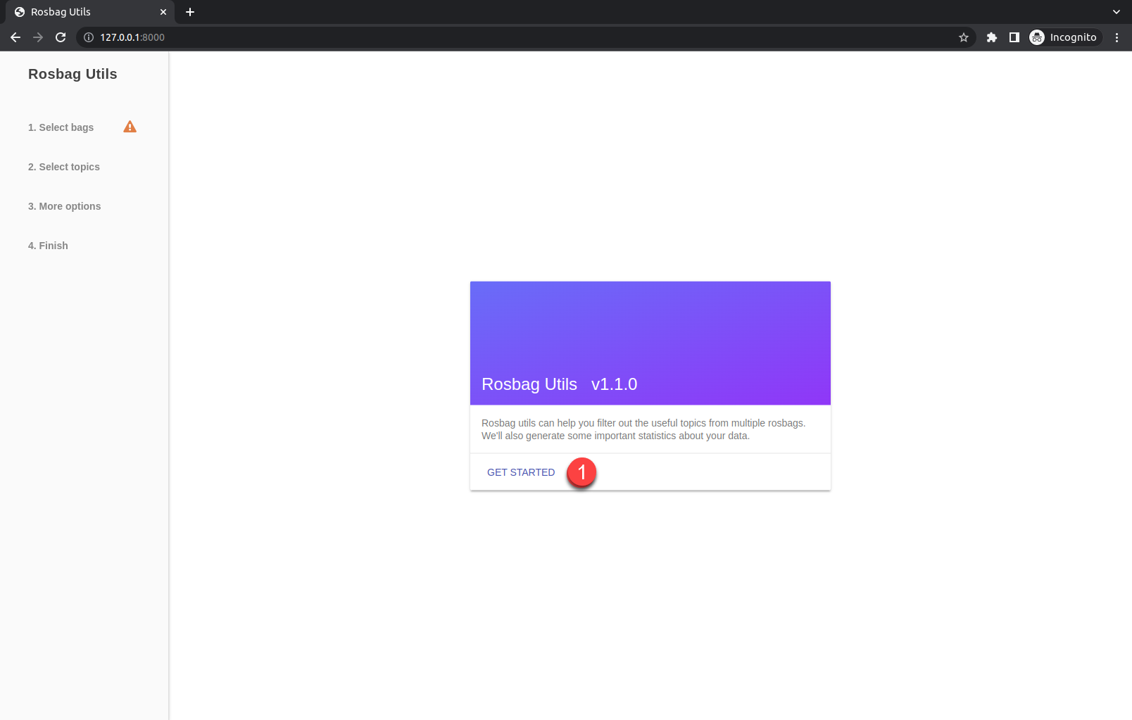 Rosbag Utils
127.0.0.1:8000
Incognito
Rosbag Utils
1. Select bags
2. Select topics
3. More options
4. Finish
Rosbag Utils v1.1.0
Rosbag utils can help you filter out the useful topics from multiple rosbags.
We'll also generate some important statistics about your data.
GET STARTED 1